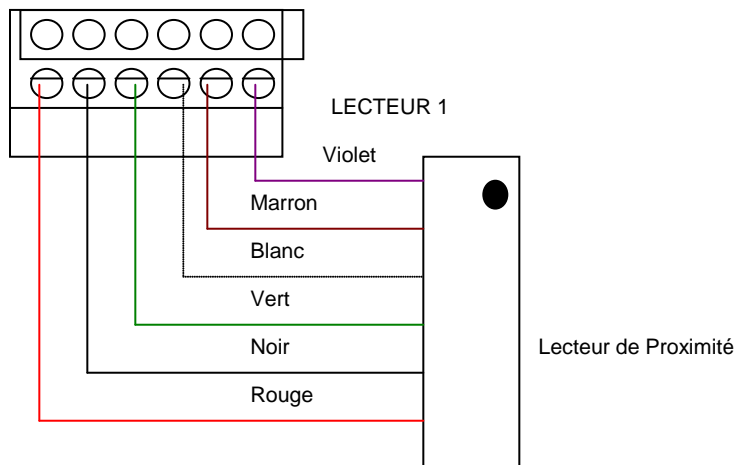 LECTEUR 1
Violet
Marron
Blanc
Vert
Noir
Lecteur de Proximité
Rouge